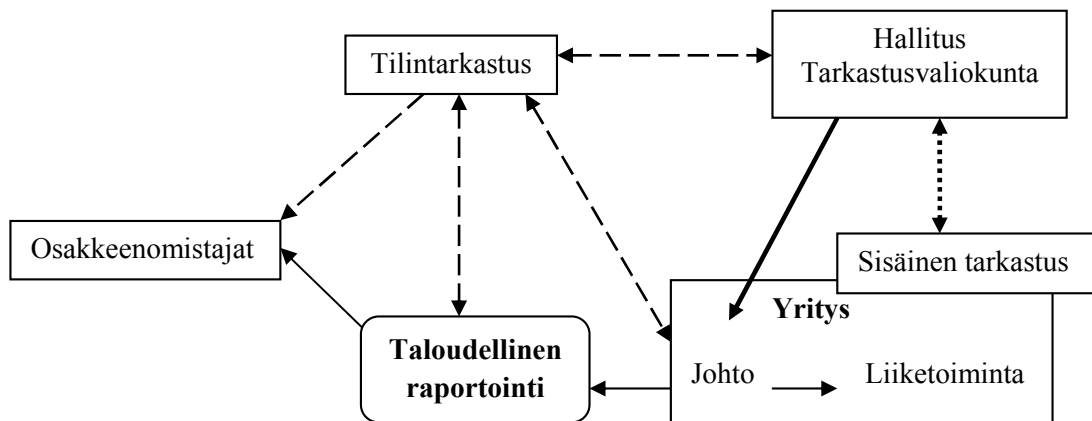 Hallitus
Tarkastusvaliokunta
Tilintarkastus
Osakkeenomistajat
Sisäinen tarkastus
Yritys
Taloudellinen
raportointi
Johto
Liiketoiminta